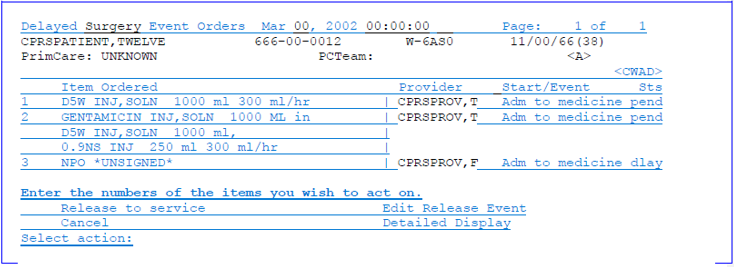 Delayed Surgery Event Orders  Mar 00, 2002 00:00:00  Page:  1 of  1
CPRSPATIENT,TWELVE  666-00-0012  W-6AS0  11/00/66(38)
PrimCare: UNKNOWN  PCTeam:  <A>
<CWAD>
Item Ordered  Provider  Start/Event  Sts
1  D5W INJ,SOLN  1000 ml 300 ml/hr  | CPRSPROV,T  Adm to medicine pend
2  GENTAMICIN INJ,SOLN  1000 ML in  | CPRSPROV,T  Adm to medicine pend
D5W INJ,SOLN  1000 ml,  |
0.9NS INJ  250 ml 300 ml/hr  |
3  NPO *UNSIGNED*  | CPRSPROV,F  Adm to medicine dlay
Enter the numbers of the items you wish to act on.
Release to service  Edit Release Event
Cancel  Detailed Display
Select action: